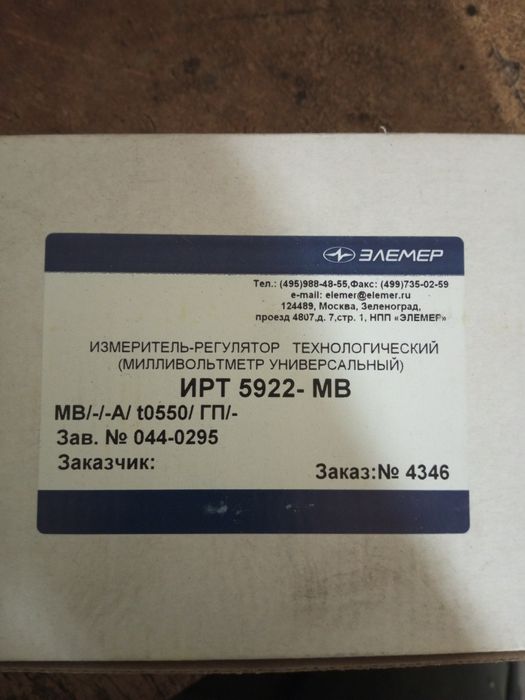 ЭЛЕМЕР
Тел.: (495)988-48-55,Факс: (499)735-02-59
e-mail: elemer@elemer.ru
124489, Москва, Зеленоград,
проезд 4807,д. 7,стр. 1, НПП «ЭЛЕМЕР»
ИЗМЕРИТЕЛЬ-РЕГУЛЯТОР ТЕХНОЛОГИЧЕСКИЙ
(МИЛЛИВОЛЬТМЕТР УНИВЕРСАЛЬНЫЙ)
ИРТ 5922- МВ
МВ/-/-А/ t0550/ ГП/-
Зав. № 044-0295
Заказчик:
Заказ:№ 4346